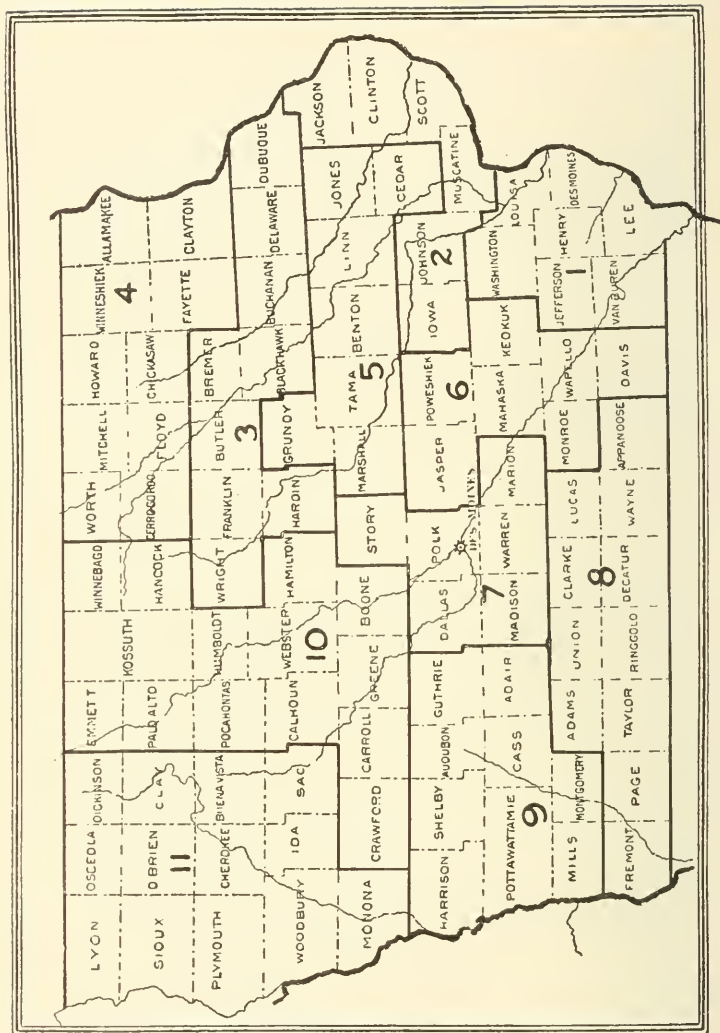 LYON
OSCEOLA
DICKINSON
EMMETT
WINNEBAGO
WORTH
MITCHELL
HOWARD
WINNESHIEK
ALLAMAKEE
4
KOSSUTH
SIOUX
O'BRIEN
CLAY
PALO ALTO
HANCOCK
CERROGORDO
FLOYD
CHICKASAW
11
FAYETTE
CLAYTON
PLYMOUTH
CHEROKEE
BUENAVISTA
POCAHONTAS
HUMBOLDT
WRIGHT
FRANKLIN
BUTLER
BREMER
3
WOODBURY
IDA
SAC
CALHOUN
WEBSTER
HAMILTON
HARDIN
GRUNDY
BLACKHAWK
BUCHANAN
DELAWARE
DUBUQUE
10
MONONA
CRAWFORD
CARROLL
GREENE
BOONE
STORY
MARSHALL
TAMA
BENTON
LINN
JONES
JACKSON
5
CLINTON
CEDAR
SCOTT
HARRISON
SHELBY
AUDUBON
GUTHRIE
DALLAS
POLK
JASPER
POWESHIEK
IOWA
JOHNSON
2
MUSCATINE
DES MOINES
6
POTTAWATTAMIE
CASS
ADAIR
MADISON
WARREN
MARION
MAHASKA
KEOKUK
WASHINGTON
LOUISA
7
9
MILLS
MONTGOMERY
ADAMS
UNION
CLARKE
LUCAS
MONROE
WAPELLO
JEFFERSON
HENRY
DESMOINES
1
8
FREMONT
PAGE
TAYLOR
RINGGOLD
DECATUR
WAYNE
APPANOOSE
DAVIS
VANBUREN
LEE